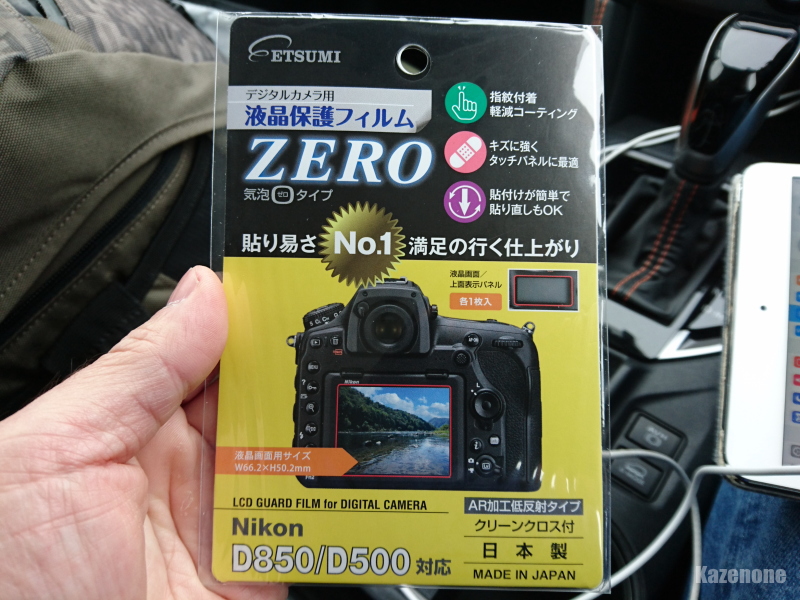 ETSUMI
デジタルカメラ用
液晶保護フィルム
ZERO
気泡ゼロタイプ
指紋付着
軽減コーティング
キズに強く
タッチパネルに最適
貼付けが簡単で
貼り直しもOK
貼り易さ No.1 満足の行く仕上がり
液晶画面/
上面表示パネル
各1枚入
Nikon
液晶画面用サイズ
W66.2×H50.2mm
LCD GUARD FILM for DIGITAL CAMERA
Nikon
D850/D500 対応
AR加工低反射タイプ
クリーンクロス付
日本製
MADE IN JAPAN
Kazenone